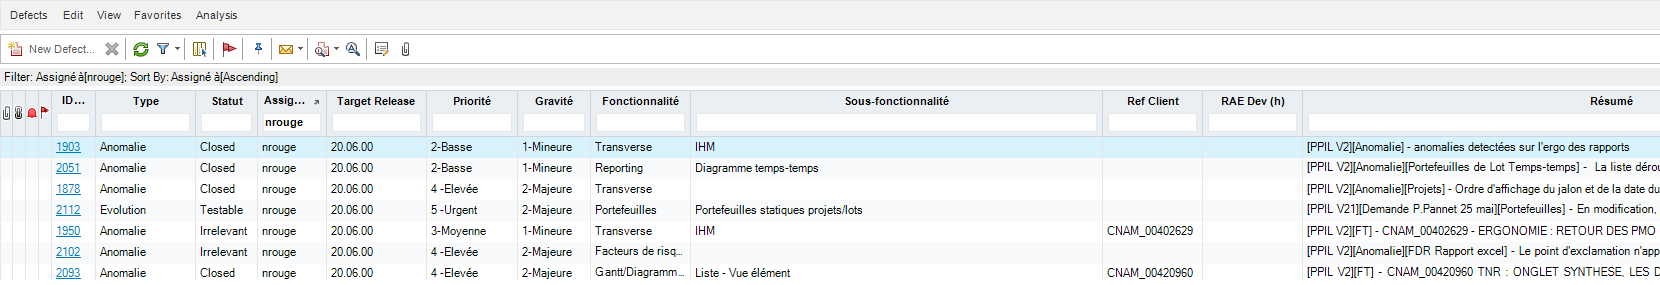 Defects Edit View Favorites Analysis
New Defect...
Filter: Assigné à[nrouge]; Sort By: Assigné à[Ascending]
ID... Type Statut Assig... Target Release Priorité Gravité Fonctionnalité Sous-fonctionnalité Ref Client RAE Dev (h) Résumé
nrouge
1903 Anomalie Closed nrouge 20.06.00 2-Basse 1-Mineure Transverse IHM [PPIL V2][Anomalie] - anomalies detectées sur l'ergo des rapports
2051 Anomalie Closed nrouge 20.06.00 2-Basse 1-Mineure Reporting Diagramme temps-temps [PPIL V2][Anomalie][Portefeuilles de Lot Temps-temps] - La liste dérou
1878 Anomalie Closed nrouge 20.06.00 4 -Elevée 2-Majeure Transverse [PPIL V2][Anomalie][Projets] - Ordre d'affichage du jalon et de la date du
2112 Evolution Testable nrouge 20.06.00 5 -Urgent 2-Majeure Portefeuilles Portefeuilles statiques projets/lots [PPIL V21][Demande P.Pannet 25 mai][Portefeuilles] - En modification,
1950 Anomalie Irrelevant nrouge 20.06.00 3-Moyenne 1-Mineure Transverse IHM CNAM_00402629 [PPIL V2][FT] - CNAM_00402629 - ERGONOMIE : RETOUR DES PMO
2102 Anomalie Irrelevant nrouge 20.06.00 4 -Elevée 2-Majeure Facteurs de risq... [PPIL V2][Anomalie][FDR Rapport excel] - Le point d'exclamation n'app
2093 Anomalie Closed nrouge 20.06.00 4 -Elevée 2-Majeure Gantt/Diagramm... Liste - Vue élément CNAM_00420960 [PPIL V2][FT] - CNAM_00420960 TNR : ONGLET SYNTHESE, LES D